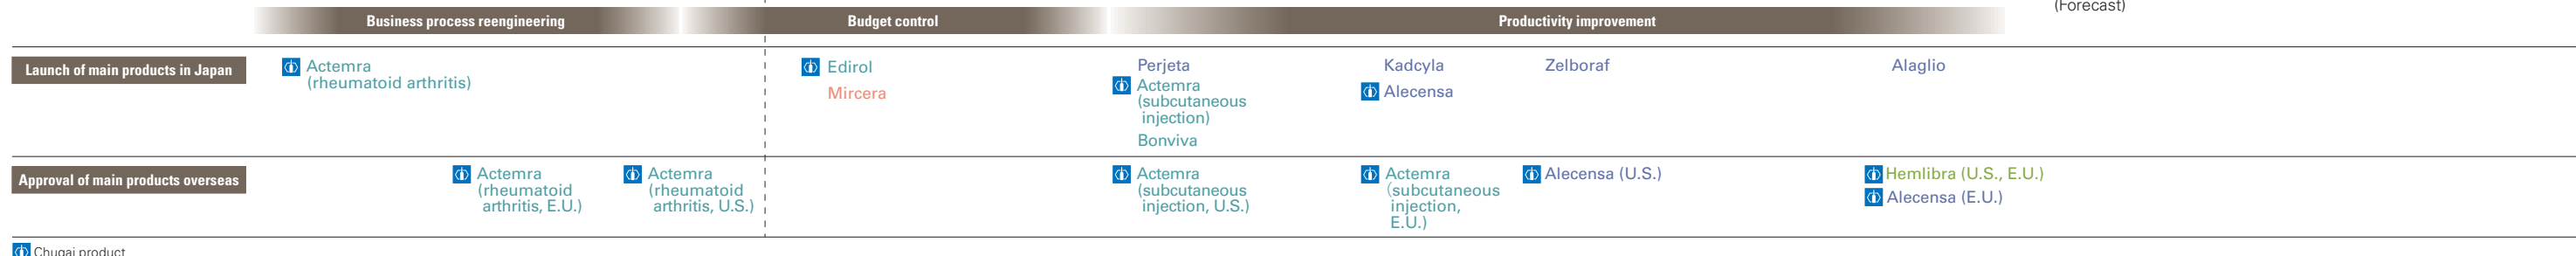 (Forecast)
Business process reengineering
Budget control
Productivity improvement
Launch of main products in Japan
Actemra
(rheumatoid arthritis)
Edirol
Mircera
Perjeta
Actemra
(subcutaneous
injection)
Bonviva
Kadcyla
Alecensa
Zelboraf
Alaglio
Approval of main products overseas
Actemra
(rheumatoid
arthritis, E.U.)
Actemra
(rheumatoid
arthritis, U.S.)
Actemra
(subcutaneous
injection, U.S.)
Actemra
(subcutaneous
injection,
E.U.)
Alecensa (U.S.)
Hemlibra (U.S., E.U.)
Alecensa (E.U.)
Chugai product